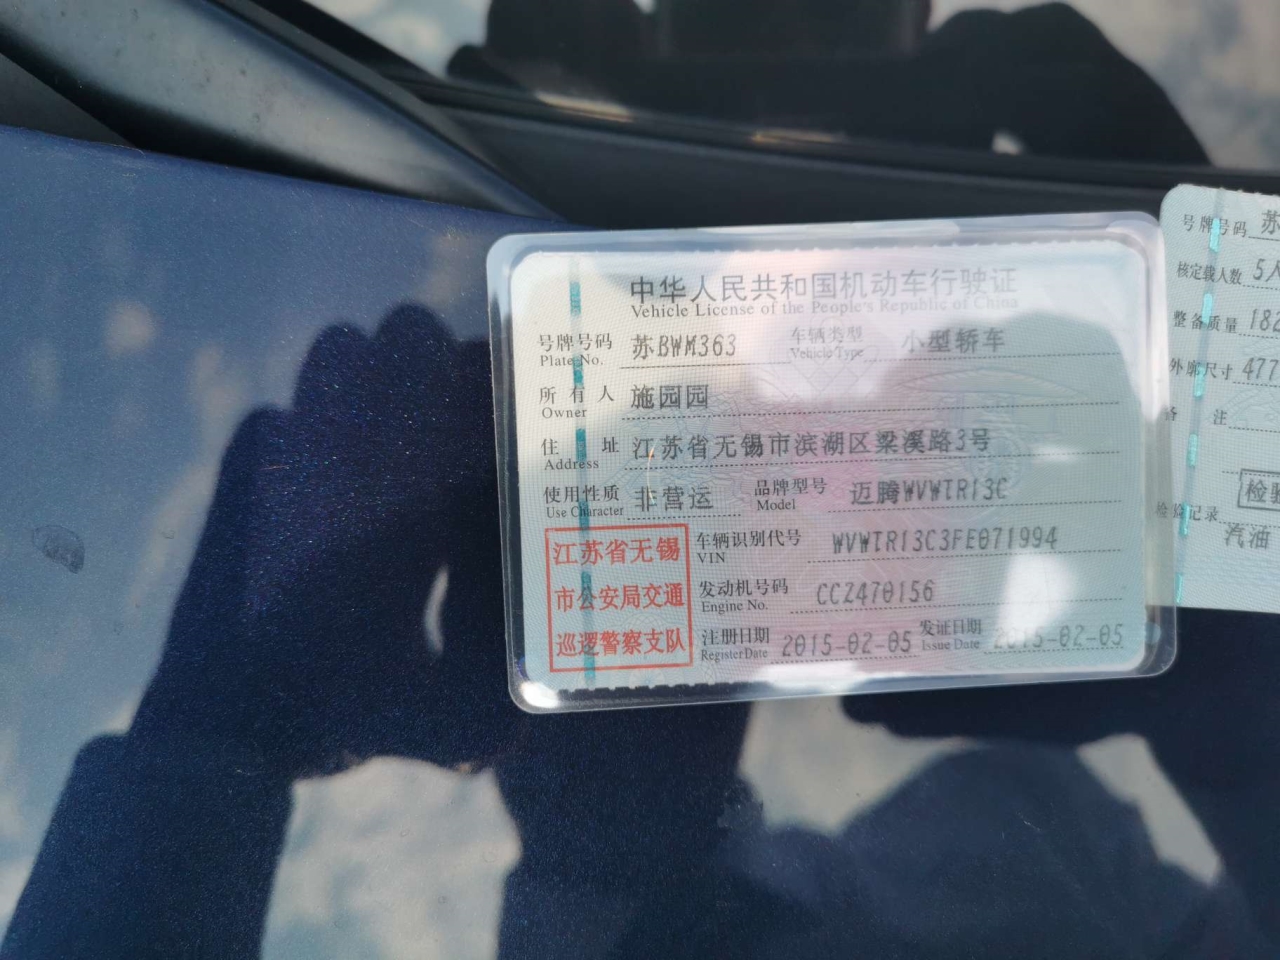 中华人民共和国机动车行驶证
Vehicle License of the People's Republic of China
号牌号码 苏BWM363 车辆类型 小型轿车
Plate No. Vehicle Type
所有人 施园园
Owner
住址 江苏省无锡市滨湖区梁溪路3号
Address
使用性质 非营运 品牌型号 迈腾WVWTR13C
Use Character Model
江苏省无锡
市公安局交通
巡逻警察支队
车辆识别代号 WVWTR13C3FE071994
VIN
发动机号码 CCZ470156
Engine No.
注册日期 2015-02-05 发证日期 2015-02-05
Register Date Issue Date
号牌号码 苏
核定载人数 5人
整备质量 182
外廓尺寸 477
备注
检验记录
汽油